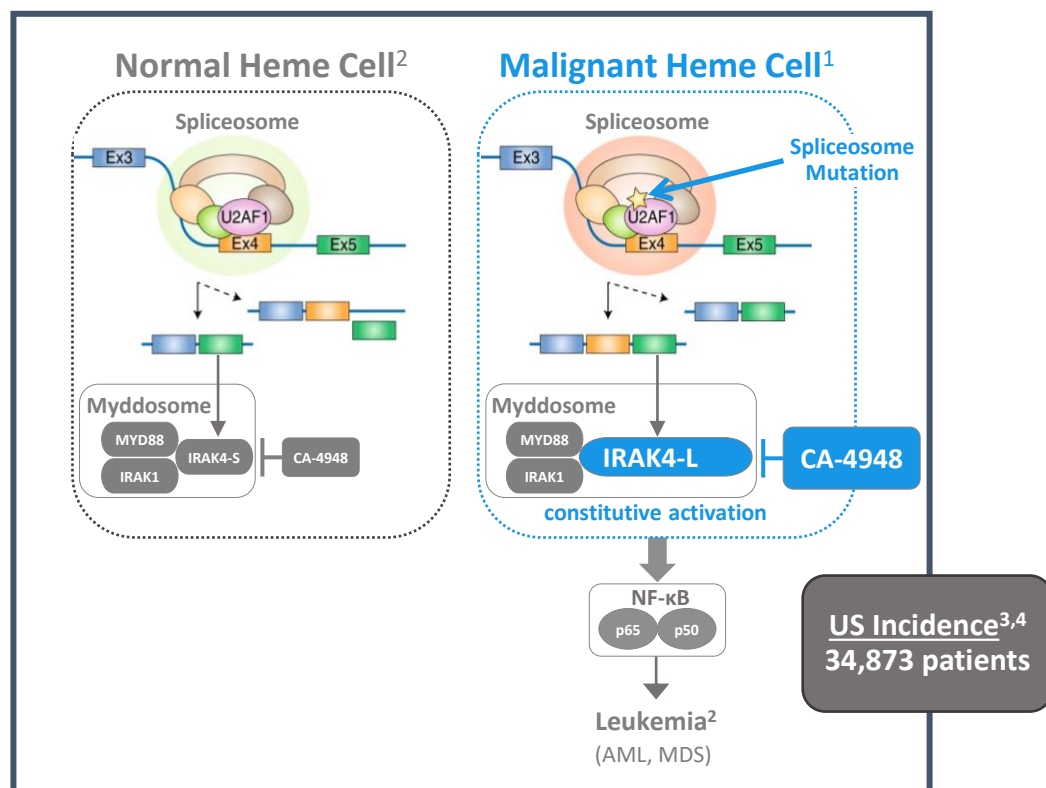 Normal Heme Cell²
Spliceosome
Ex3
U2AF1
Ex4
Ex5
Myddosome
MYD88
IRAK1
IRAK4-S
CA-4948
Malignant Heme Cell¹
Spliceosome
Spliceosome
Mutation
Ex3
U2AF1
Ex4
Ex5
Myddosome
MYD88
IRAK1
IRAK4-L
CA-4948
constitutive activation
NF-κB
p65
p50
Leukemia²
(AML, MDS)
US Incidence³,⁴
34,873 patients